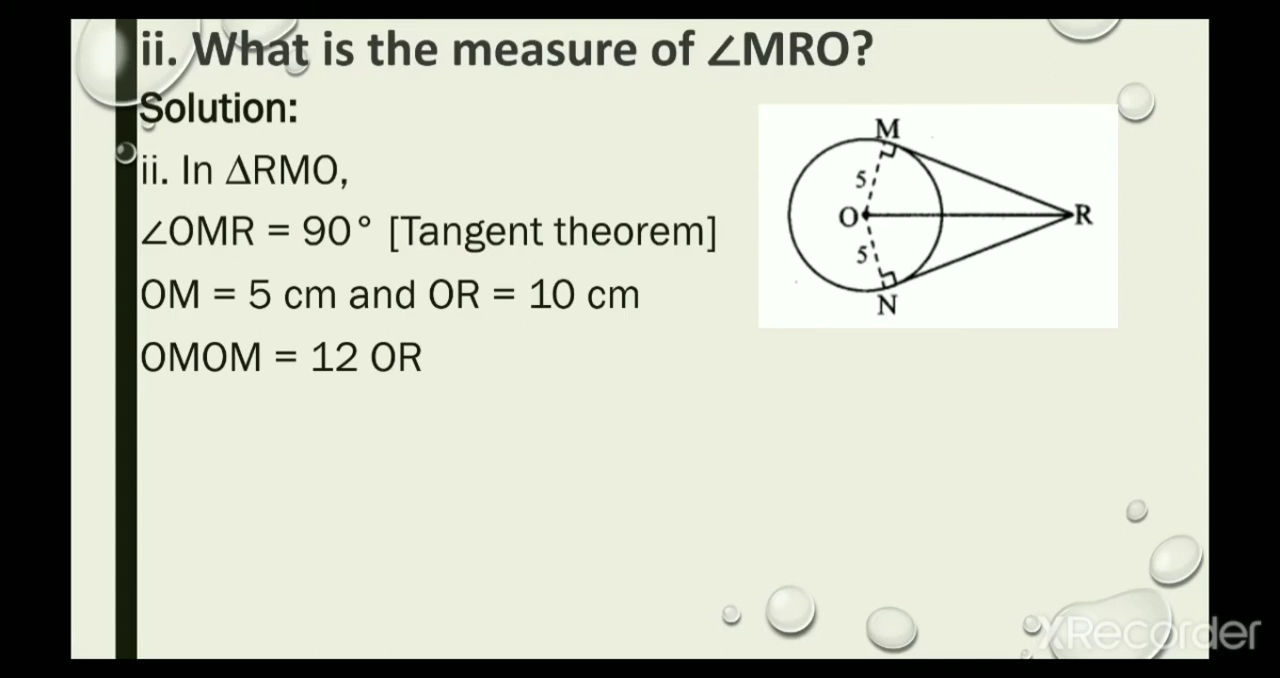 ii. What is the measure of ∠MRO?
Solution:
ii. In ∆RMO,
∠OMR = 90° [Tangent theorem]
OM = 5 cm and OR = 10 cm
OMOM = 12 OR
M
5
O
R
5
N
XRecorder